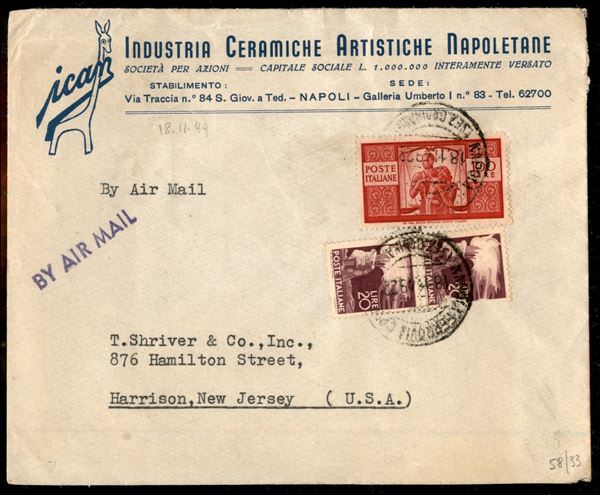 ican
INDUSTRIA CERAMICHE ARTISTICHE NAPOLETANE
SOCIETÀ PER AZIONI == CAPITALE SOCIALE L. 1.000.000 INTERAMENTE VERSATO
STABILIMENTO: SEDE:
Via Traccia n.° 84 S. Giov. a Ted. - NAPOLI - Galleria Umberto I n.° 83 - Tel. 62700
18.11.49
By Air Mail
BY AIR MAIL
POSTE
ITALIANE
POSTE ITALIANE
LIRE
20
20
T.Shriver & Co.,Inc.,
876 Hamilton Street,
Harrison,New Jersey ( U.S.A.)
58/33